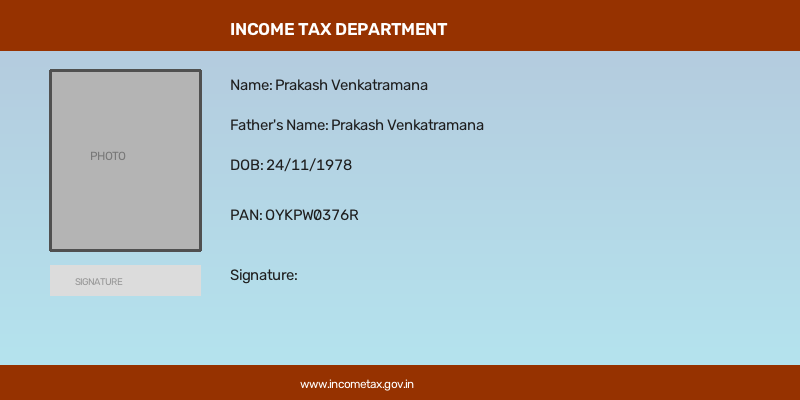 INCOME TAX DEPARTMENT
Name: Prakash Venkatramana
Father's Name: Prakash Venkatramana
DOB: 24/11/1978
PHOTO
PAN: OYKPW0376R
Signature:
SIGNATURE
www.incometax.gov.in